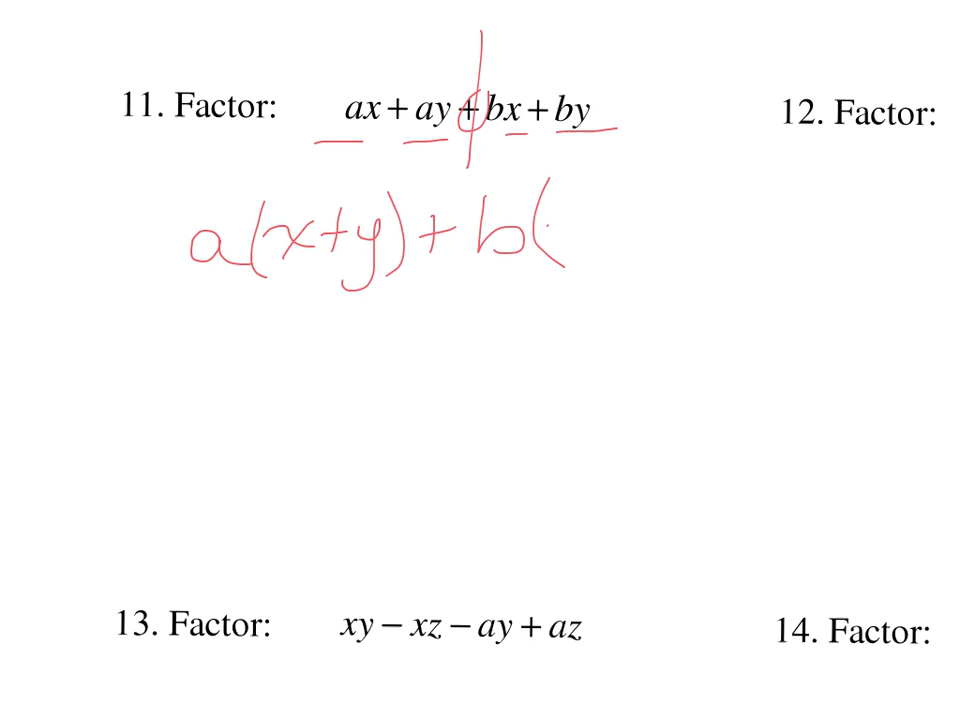 11. Factor: ax + ay + bx + by
12. Factor:
a(x+y) + b(
13. Factor: xy − xz − ay + az
14. Factor: